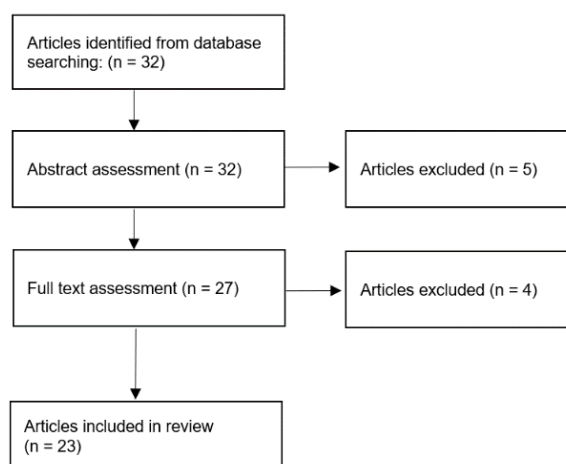 Articles identified from database
searching: (n = 32)
Abstract assessment (n = 32)
Articles excluded (n = 5)
Full text assessment (n = 27)
Articles excluded (n = 4)
Articles included in review
(n = 23)